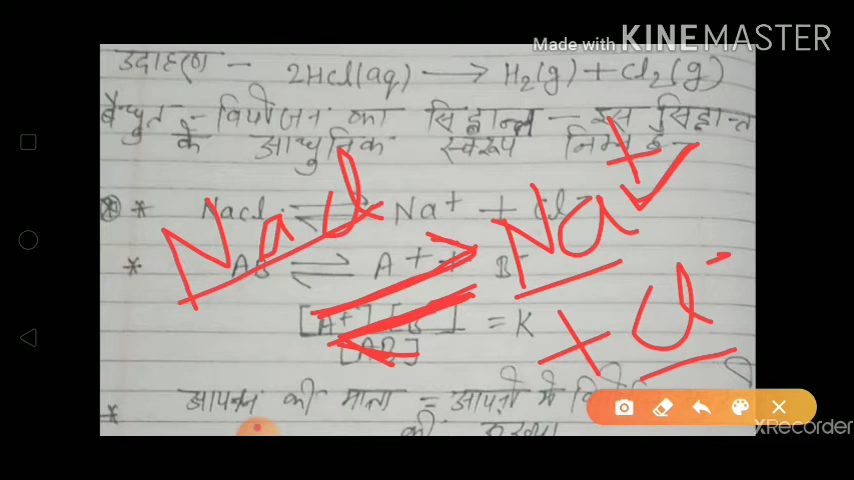 Made with KINEMASTER
उदाहरण - 2HCl(aq) ⟶ H₂(g) + Cl₂(g)
वैद्युत - वियोजन का सिद्धान्त - इस सिद्धान्त
के आधुनिक स्वरूप निम्न है -
* Nacl ⇌ Na⁺ + Cl
NaCl ⇌ Na⁺ + Cl⁻
* AB ⇌ A⁺ + B⁻
[A⁺] [B⁻] = K
[AB]
* आयनन की मात्रा = आयनों में
की संख्या
XRecorder